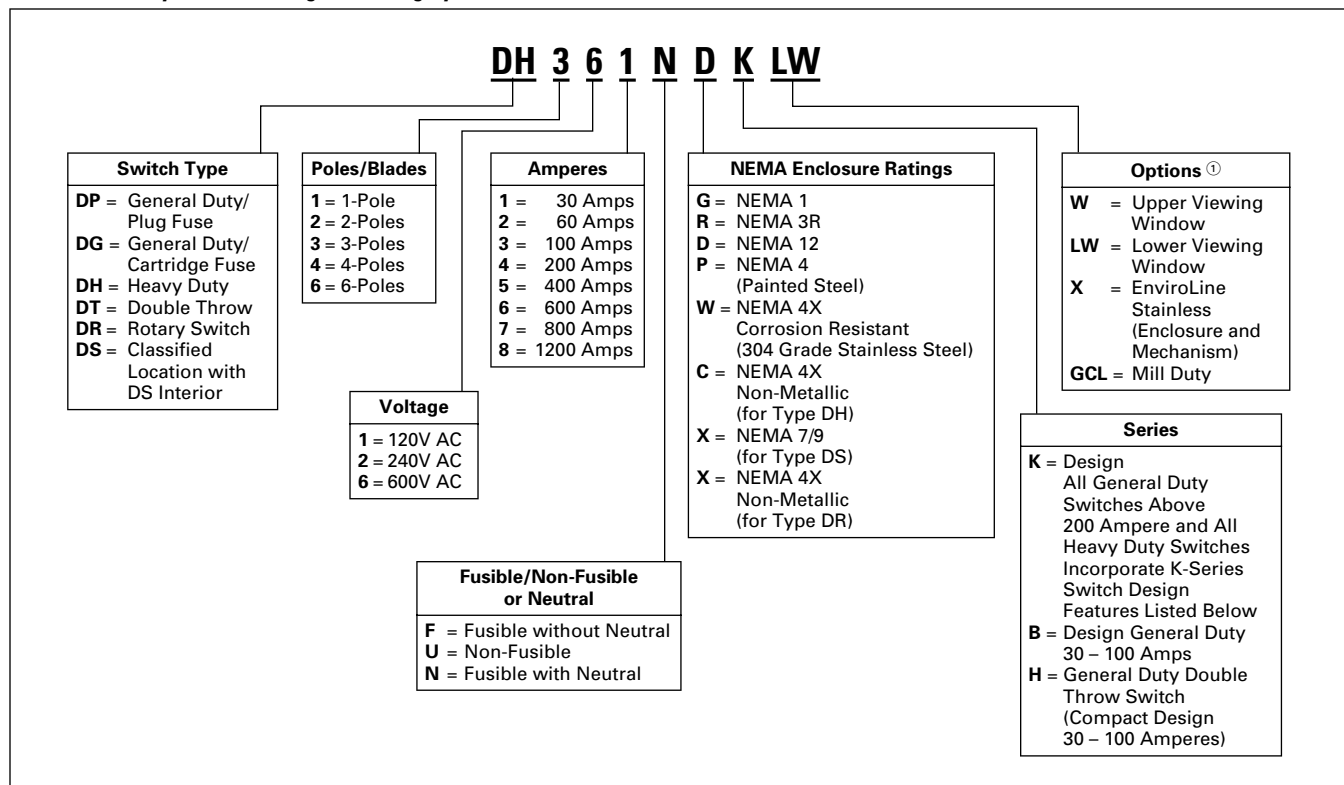 DH 3 6 1 N D K LW
Switch Type
DP = General Duty/
Plug Fuse
DG = General Duty/
Cartridge Fuse
DH = Heavy Duty
DT = Double Throw
DR = Rotary Switch
DS = Classified
Location with
DS Interior
Poles/Blades
1 = 1-Pole
2 = 2-Poles
3 = 3-Poles
4 = 4-Poles
6 = 6-Poles
Voltage
1 = 120V AC
2 = 240V AC
6 = 600V AC
Amperes
1 = 30 Amps
2 = 60 Amps
3 = 100 Amps
4 = 200 Amps
5 = 400 Amps
6 = 600 Amps
7 = 800 Amps
8 = 1200 Amps
Fusible/Non-Fusible
or Neutral
F = Fusible without Neutral
U = Non-Fusible
N = Fusible with Neutral
NEMA Enclosure Ratings
G = NEMA 1
R = NEMA 3R
D = NEMA 12
P = NEMA 4
(Painted Steel)
W = NEMA 4X
Corrosion Resistant
(304 Grade Stainless Steel)
C = NEMA 4X
Non-Metallic
(for Type DH)
X = NEMA 7/9
(for Type DS)
X = NEMA 4X
Non-Metallic
(for Type DR)
Options ①
W = Upper Viewing
Window
LW = Lower Viewing
Window
X = EnviroLine
Stainless
(Enclosure and
Mechanism)
GCL = Mill Duty
Series
K = Design
All General Duty
Switches Above
200 Ampere and All
Heavy Duty Switches
Incorporate K-Series
Switch Design
Features Listed Below
B = Design General Duty
30 – 100 Amps
H = General Duty Double
Throw Switch
(Compact Design
30 – 100 Amperes)